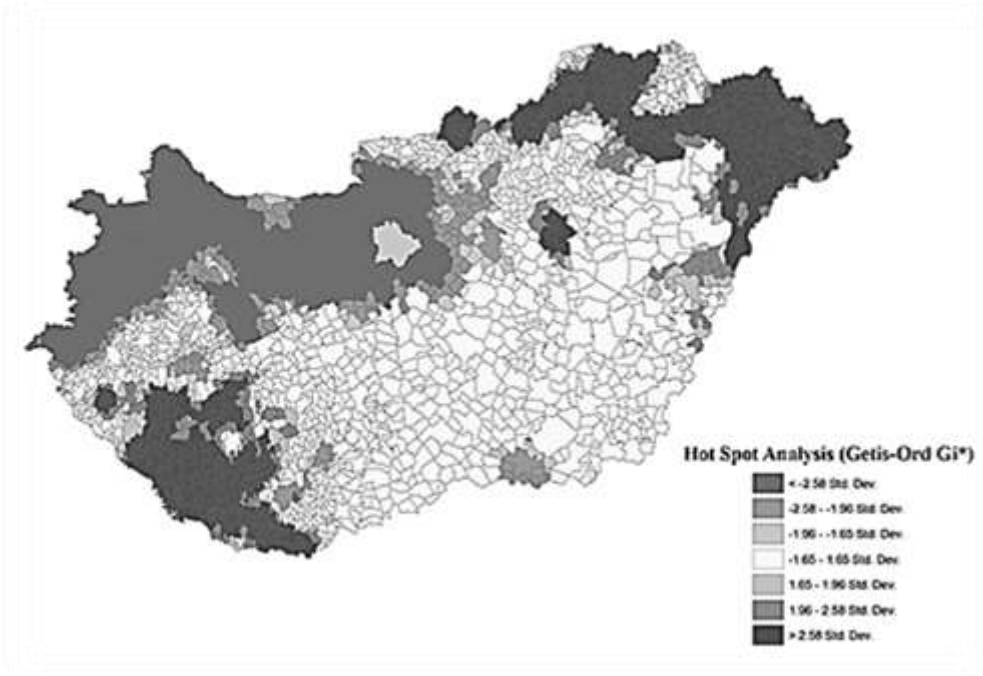 Hot Spot Analysis (Getis-Ord Gi*)
< -2.58 Std. Dev.
-2.58 - -1.96 Std. Dev.
-1.96 - -1.65 Std. Dev.
-1.65 - 1.65 Std. Dev.
1.65 - 1.96 Std. Dev.
1.96 - 2.58 Std. Dev.
> 2.58 Std. Dev.